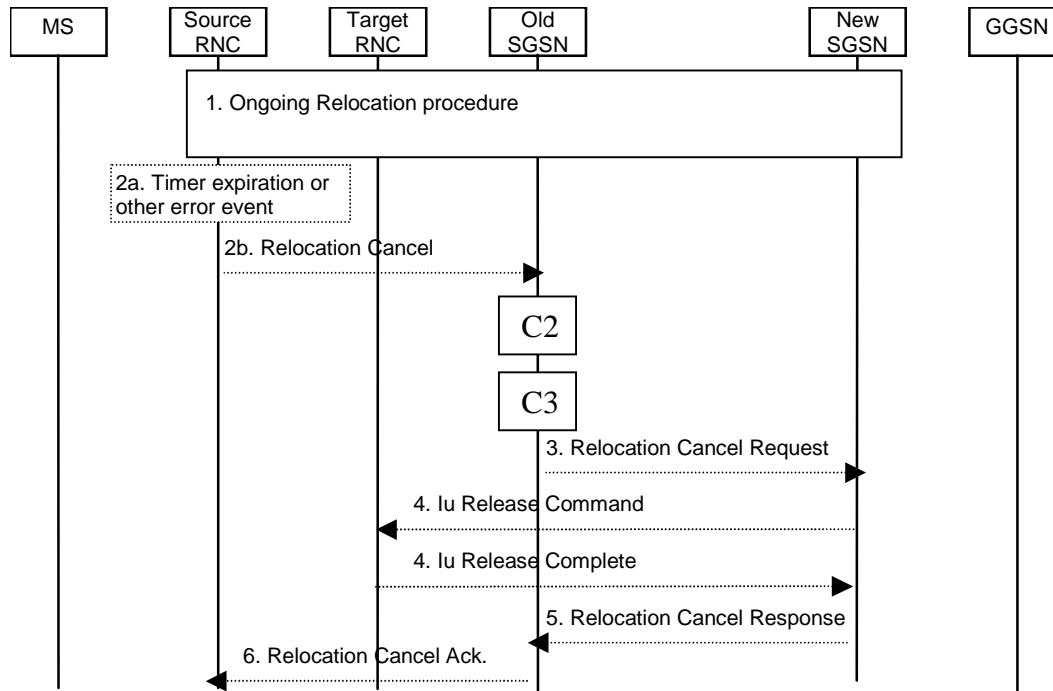 MS
Source
RNC
Target
RNC
Old
SGSN
New
SGSN
GGSN
1. Ongoing Relocation procedure
2a. Timer expiration or
other error event
2b. Relocation Cancel
C2
C3
3. Relocation Cancel Request
4. Iu Release Command
4. Iu Release Complete
5. Relocation Cancel Response
6. Relocation Cancel Ack.